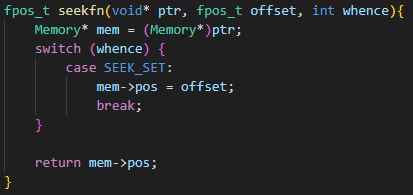 fpos_t seekfn(void* ptr, fpos_t offset, int whence){
    Memory* mem = (Memory*)ptr;
    switch (whence) {
        case SEEK_SET:
            mem->pos = offset;
            break;
    }

    return mem->pos;
}